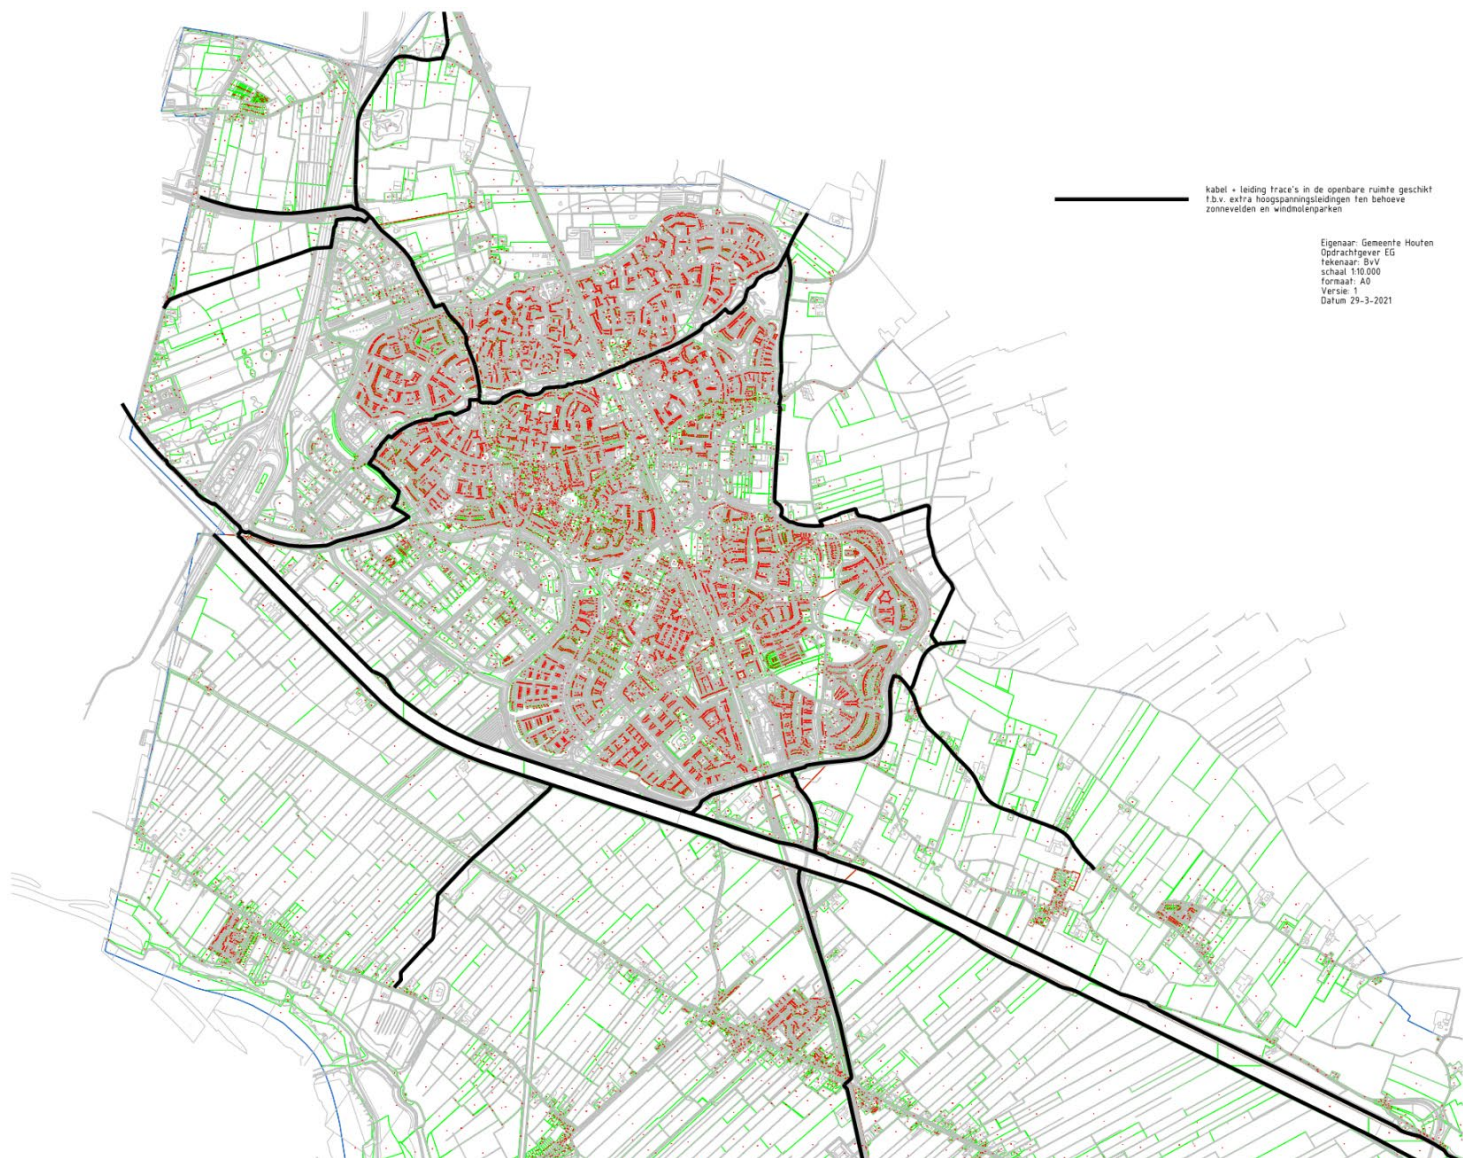 kabel + leiding trace's in de openbare ruimte geschikt
t.b.v. extra hoogspanningsleidingen ten behoeve
zonnevelden en windmolenparken
Eigenaar: Gemeente Houten
Opdrachtgever EG
tekenaar: BvV
schaal 1:10.000
formaat: A0
Versie: 1
Datum 29-3-2021